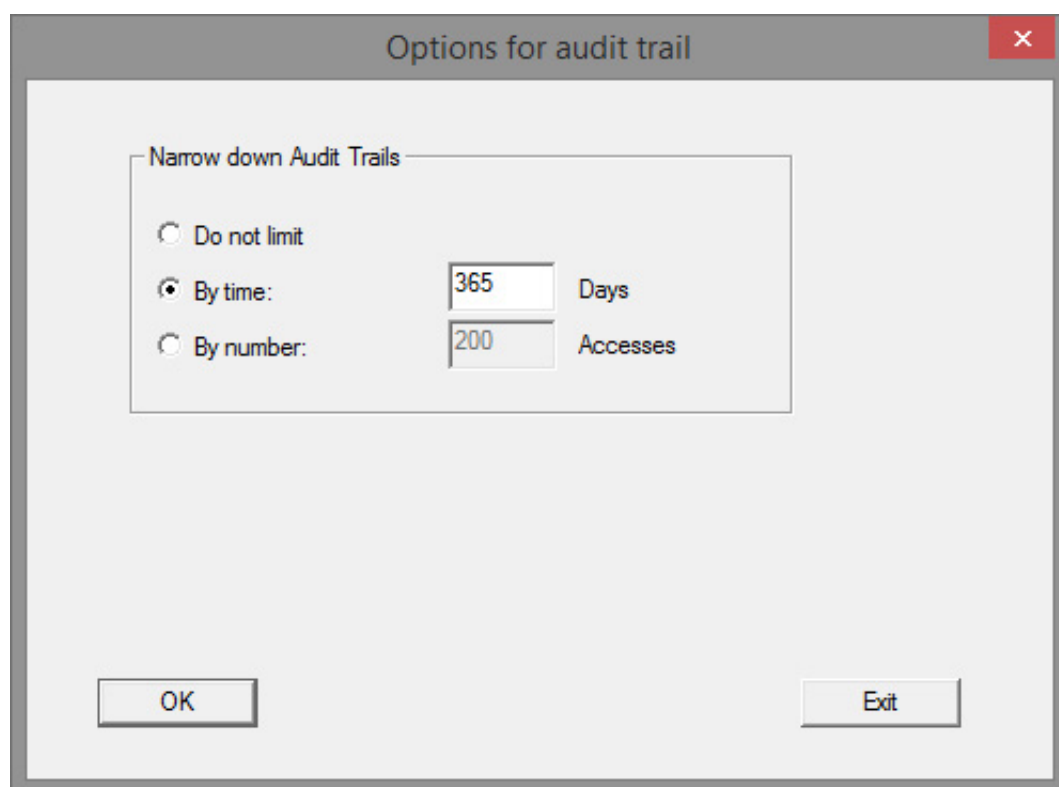 Options for audit trail
Narrow down Audit Trails
Do not limit
By time: 365 Days
By number: 200 Accesses
OK Exit